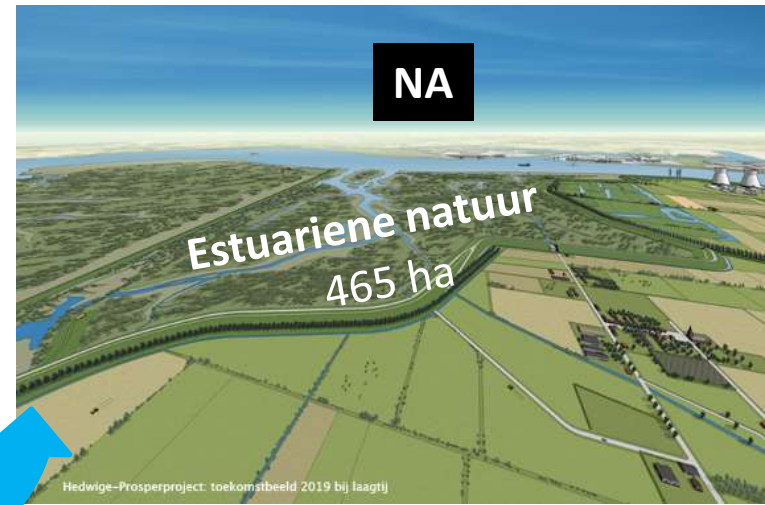 NA
Estuariene natuur
465 ha
Hedwige-Prosperproject: toekomstbeeld 2019 bij laagtij